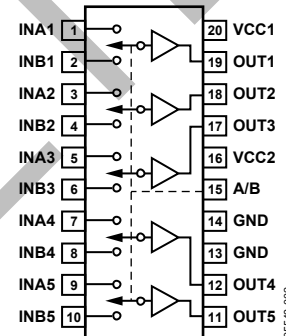 INA1 1 20 VCC1
INB1 2 19 OUT1
INA2 3 18 OUT2
INB2 4 17 OUT3
INA3 5 16 VCC2
INB3 6 15 A/B
INA4 7 14 GND
INB4 8 13 GND
INA5 9 12 OUT4
INB5 10 11 OUT5